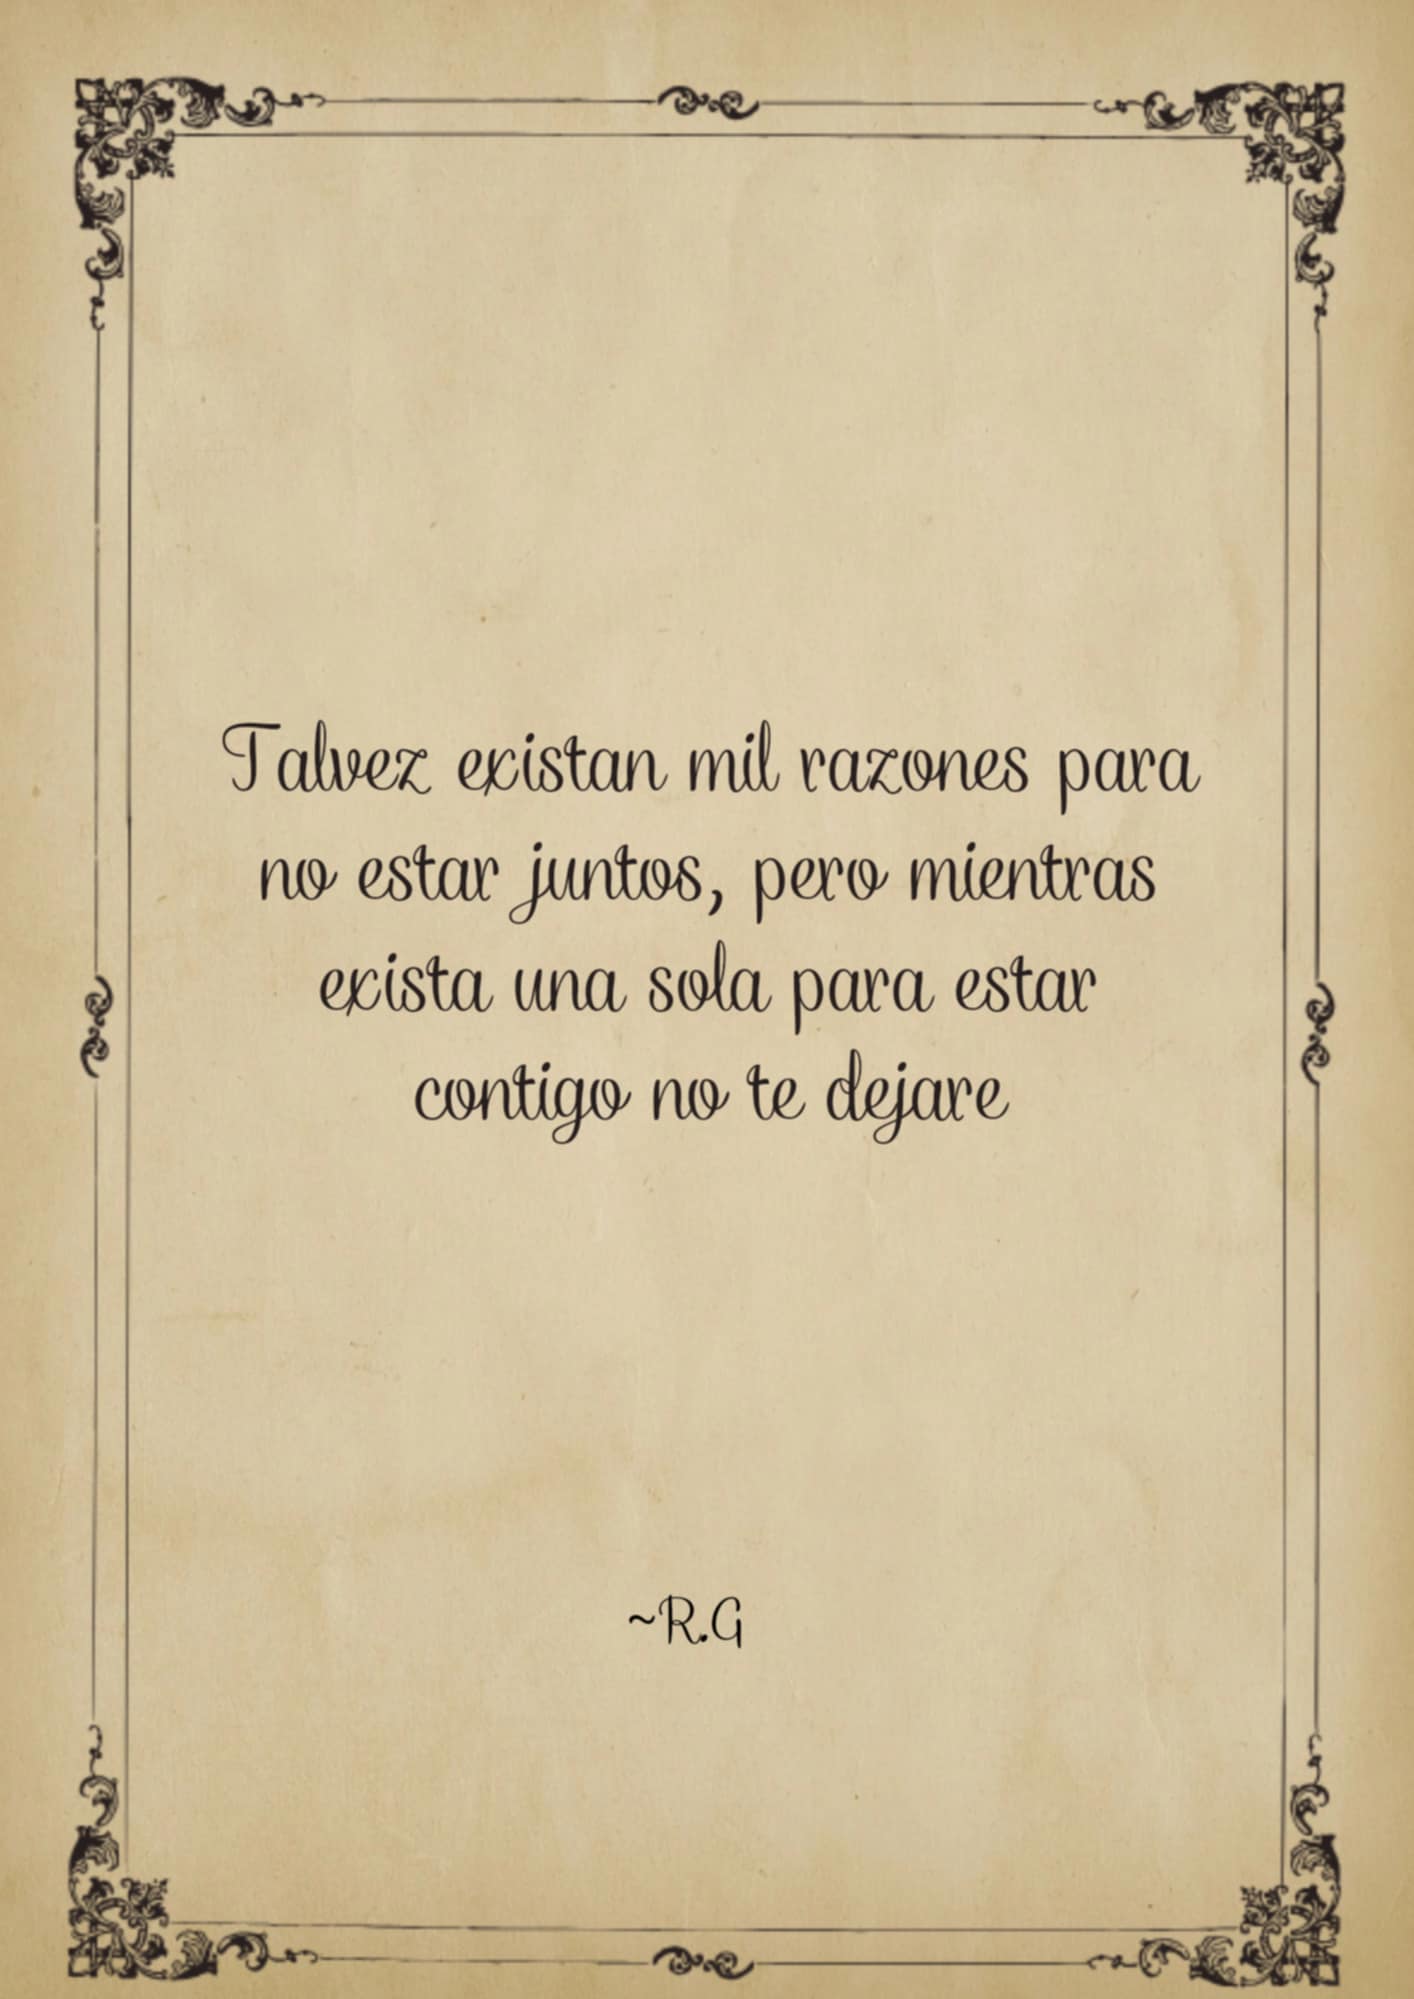 Talvez existan mil razones para
no estar juntos, pero mientras
exista una sola para estar
contigo no te dejare
~R.G